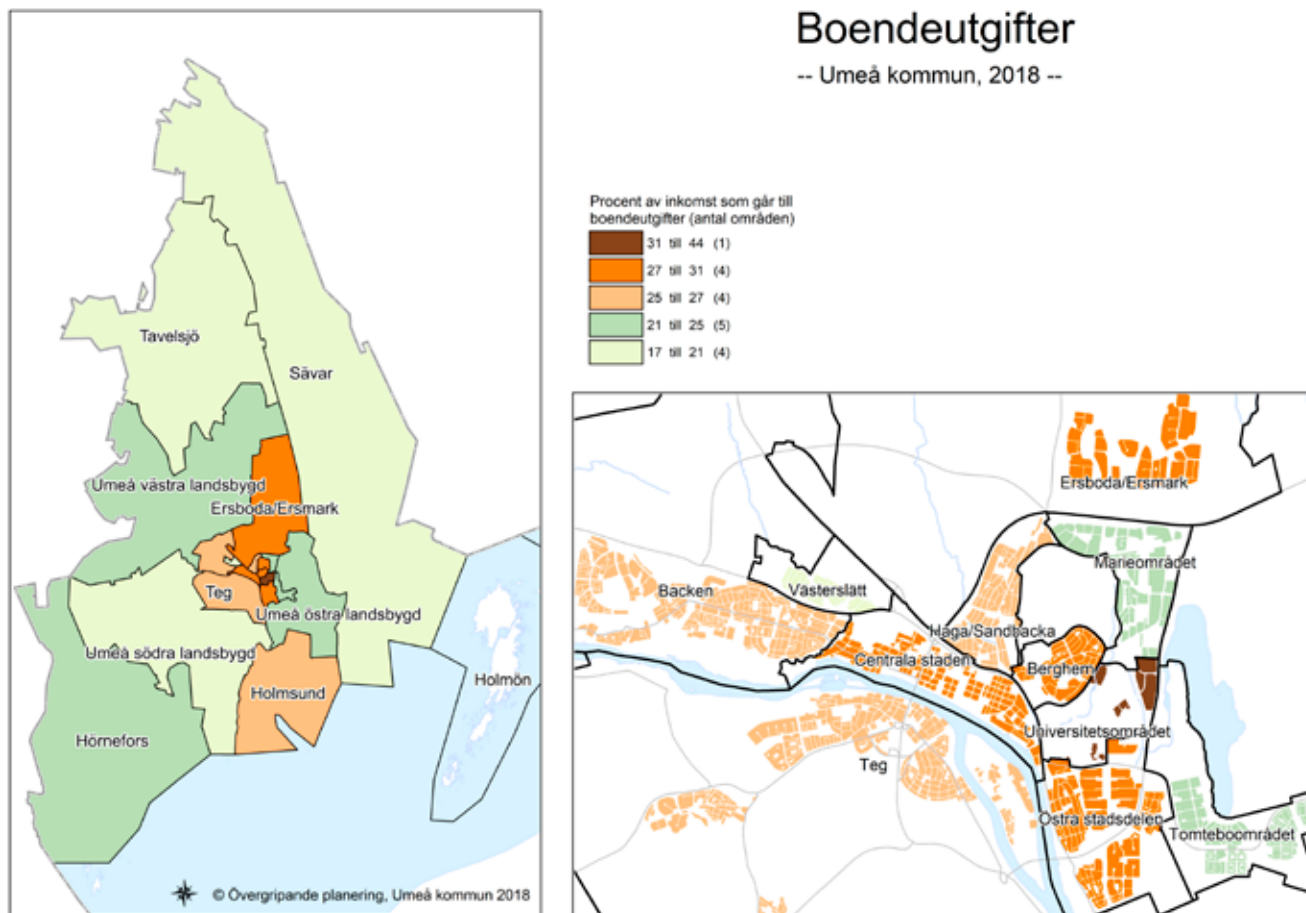 Boendeutgifter
-- Umeå kommun, 2018 --
Procent av inkomst som går till
boendeutgifter (antal områden)
31 till 44 (1)
27 till 31 (4)
25 till 27 (4)
21 till 25 (5)
17 till 21 (4)
Tavelsjö
Sävar
Umeå västra landsbygd
Ersboda/Ersmark
Teg
Umeå östra landsbygd
Umeå södra landsbygd
Holmsund
Holmön
Hörnefors
© Övergripande planering, Umeå kommun 2018
Ersboda/Ersmark
Marieområdet
Västerslätt
Backen
Haga/Sandbacka
Centrala staden
Berghem
Universitetsområdet
Teg
Östra stadsdelen
Tomteboområdet